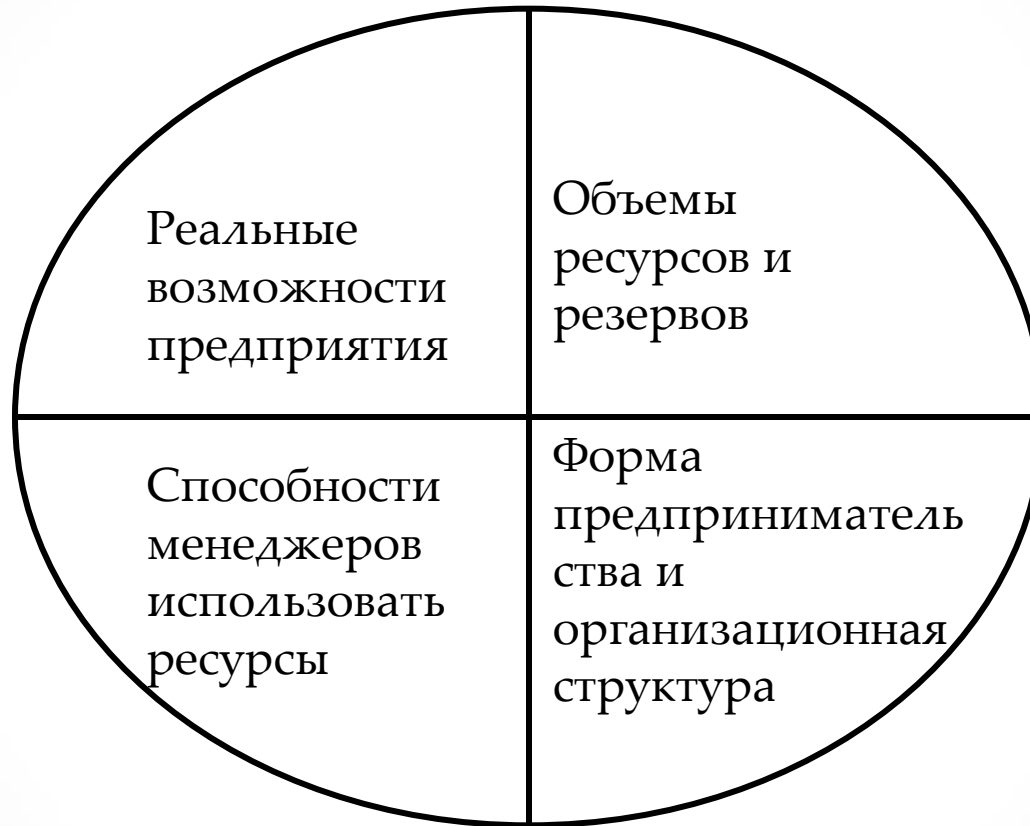 Реальные
возможности
предприятия
Объемы
ресурсов и
резервов
Способности
менеджеров
использовать
ресурсы
Форма
предприниматель
ства и
организационная
структура